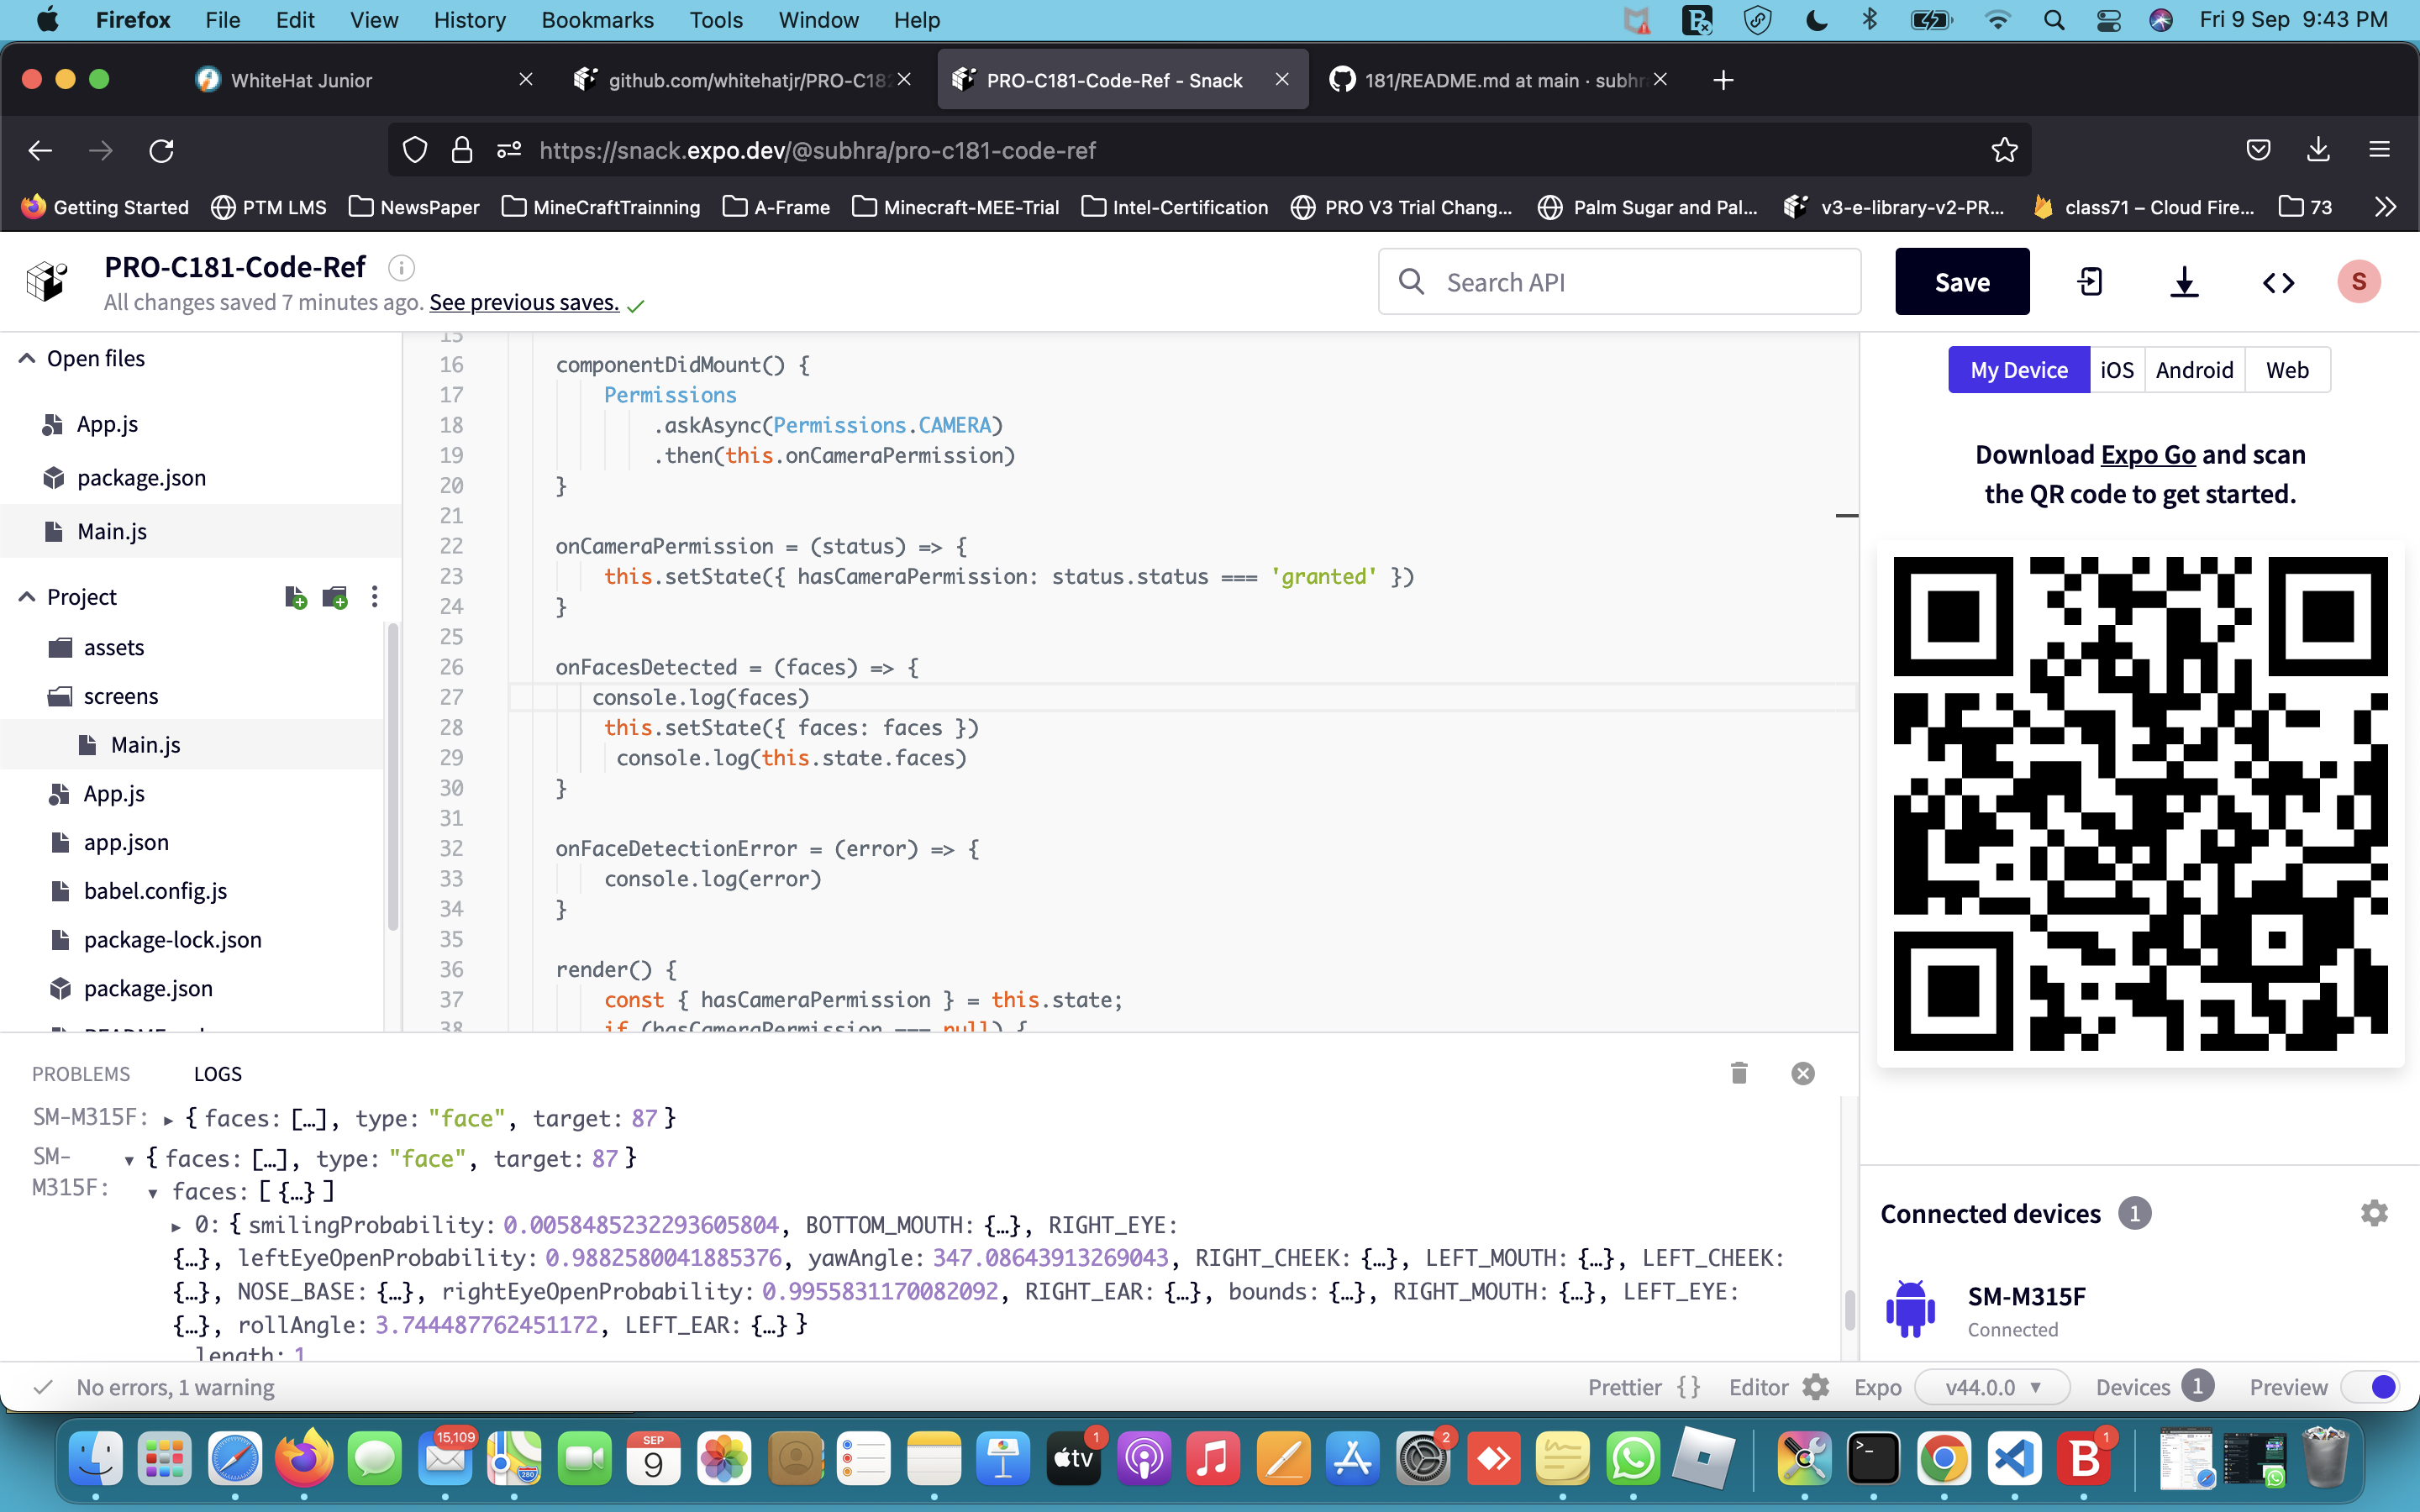 Firefox File Edit View History Bookmarks Tools Window Help Fri 9 Sep 9:43 PM
WhiteHat Junior
github.com/whitehatjr/PRO-C182
PRO-C181-Code-Ref - Snack
181/README.md at main · subhr
https://snack.expo.dev/@subhra/pro-c181-code-ref
Getting Started PTM LMS NewsPaper MineCraftTrainning A-Frame Minecraft-MEE-Trial Intel-Certification PRO V3 Trial Chang... Palm Sugar and Pal... v3-e-library-v2-PR... class71 – Cloud Fire... 73
PRO-C181-Code-Ref
All changes saved 7 minutes ago. See previous saves.
Search API
Save
S
Open files
App.js
package.json
Main.js
Project
assets
screens
Main.js
App.js
app.json
babel.config.js
package-lock.json
package.json
15
16 componentDidMount() {
17 Permissions
18 .askAsync(Permissions.CAMERA)
19 .then(this.onCameraPermission)
20 }
21
22 onCameraPermission = (status) => {
23 this.setState({ hasCameraPermission: status.status === 'granted' })
24 }
25
26 onFacesDetected = (faces) => {
27 console.log(faces)
28 this.setState({ faces: faces })
29 console.log(this.state.faces)
30 }
31
32 onFaceDetectionError = (error) => {
33 console.log(error)
34 }
35
36 render() {
37 const { hasCameraPermission } = this.state;
38 if (hasCameraPermission === null) {
My Device iOS Android Web
Download Expo Go and scan
the QR code to get started.
PROBLEMS LOGS
SM-M315F: ▸ { faces: […], type: "face", target: 87 }
SM-M315F: ▾ { faces: […], type: "face", target: 87 }
▾ faces: [ {…} ]
▸ 0: { smilingProbability: 0.0058485232293605804, BOTTOM_MOUTH: {…}, RIGHT_EYE:
{…}, leftEyeOpenProbability: 0.9882580041885376, yawAngle: 347.08643913269043, RIGHT_CHEEK: {…}, LEFT_MOUTH: {…}, LEFT_CHEEK:
{…}, NOSE_BASE: {…}, rightEyeOpenProbability: 0.9955831170082092, RIGHT_EAR: {…}, bounds: {…}, RIGHT_MOUTH: {…}, LEFT_EYE:
{…}, rollAngle: 3.744487762451172, LEFT_EAR: {…} }
length: 1
Connected devices 1
SM-M315F
Connected
No errors, 1 warning
Prettier { } Editor Expo v44.0.0 ▾ Devices 1 Preview
15,109
280
SEP
9
tv
1
2
B
1